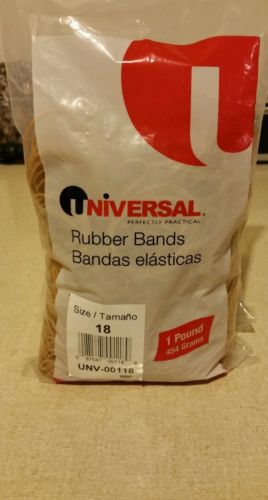 UNIVERSAL.
PERFECTLY PRACTICAL
Rubber Bands
Bandas elásticas
Size / Tamaño
18
UNV-00118
1 Pound
454 Grams